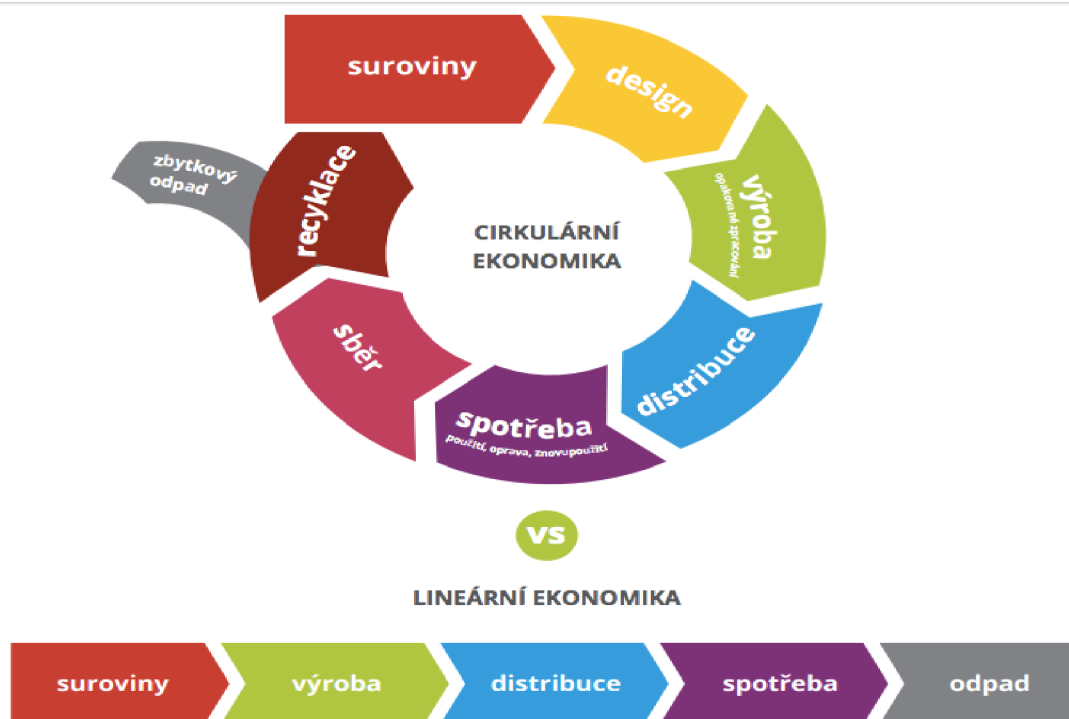 suroviny
design
výroba
opakované zpracování
distribuce
spotřeba
použití, oprava, znovupoužití
sběr
recyklace
zbytkový
odpad
CIRKULÁRNÍ
EKONOMIKA
vs
LINEÁRNÍ EKONOMIKA
suroviny
výroba
distribuce
spotřeba
odpad